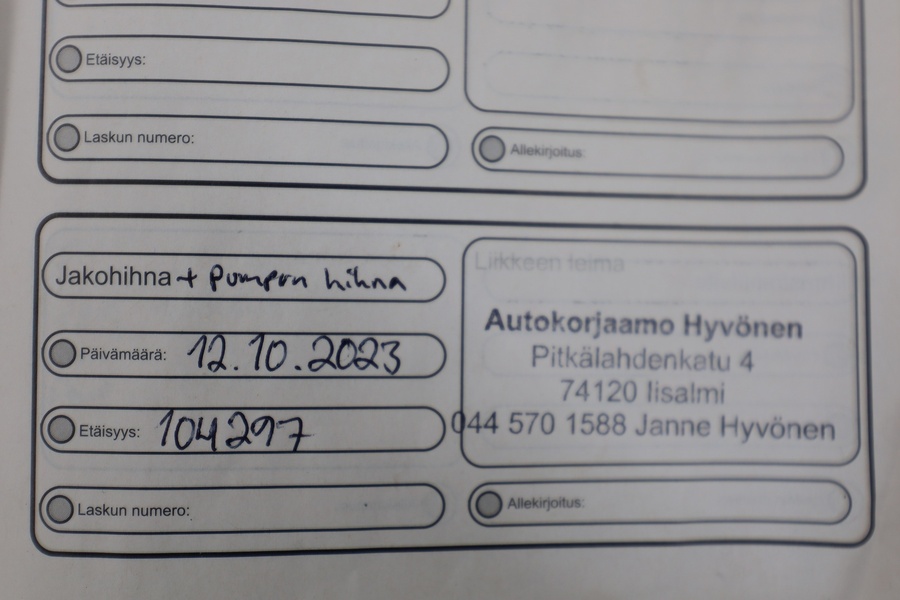 Etäisyys:
Laskun numero:
Allekirjoitus:
Jakohihna + Pumpun hihna
Päivämäärä: 12.10.2023
Etäisyys: 104297
Laskun numero:
Liikkeen leima
Autokorjaamo Hyvönen
Pitkälahdenkatu 4
74120 Iisalmi
044 570 1588 Janne Hyvönen
Allekirjoitus: